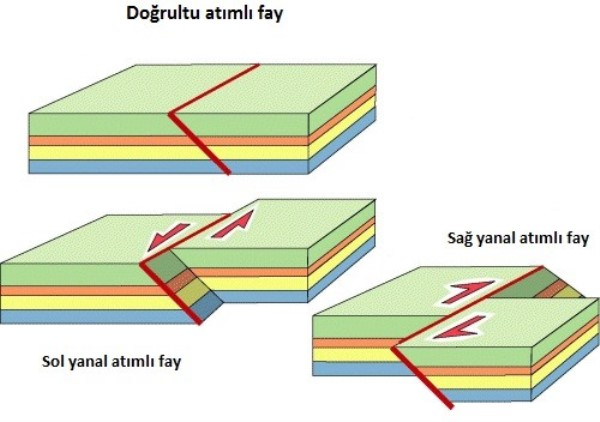 Doğrultu atımlı fay
Sağ yanal atımlı fay
Sol yanal atımlı fay